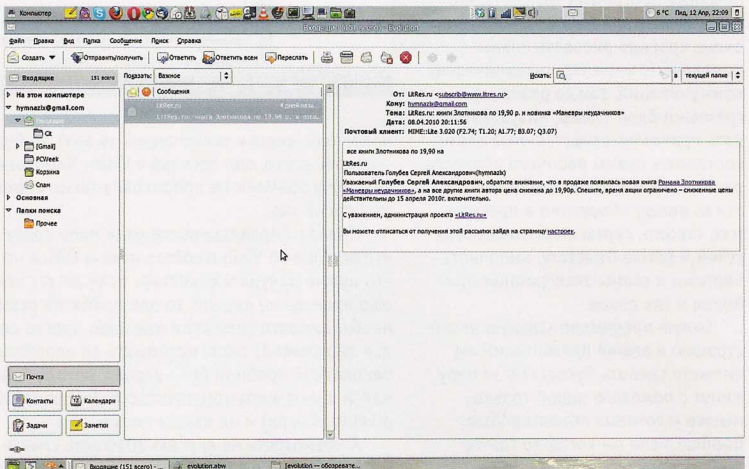 Компьютер
6 °C Пнд, 12 Апр, 22:09
Входящие (151 всего) – Evolution
Файл Правка Вид Папка Сообщение Поиск Справка
Создать Отправить/получить Ответить Ответить всем Переслать
Входящие 151 всего
Показать: Важное
Искать: в текущей папке
На этом компьютере
hymnazix@gmail.com
Входящие
Cit
[Gmail]
PCWeek
Корзина
Спам
Основная
Папки поиска
Прочее
Сообщения
LitRes.ru 4 дней наза...
LitRes.ru: книги Злотникова по 19,90 р. и нови...
От: LitRes.ru <subscrib@www.litres.ru>
Кому: hymnazix@gmail.com
Тема: LitRes.ru: книги Злотникова по 19,90 р. и новинка «Маневры неудачников»
Дата: 08.04.2010 20:11:56
Почтовый клиент: MIME::Lite 3.020 (F2.74; T1.20; A1.77; B3.07; Q3.07)
все книги Злотникова по 19,90 на
LitRes.ru
Пользователь Голубев Сергей Александрович(hymnazix)
Уважаемый Голубев Сергей Александрович, обратите внимание, что в продаже появилась новая книга Романа Злотникова
«Маневры неудачников», а на все другие книги автора цена снижена до 19,90р. Спешите, время акции ограничено – сниженные цены
действительны до 15 апреля 2010г. включительно.
С уважением, администрация проекта «LitRes.ru»
Вы можете отписаться от получения этой рассылки зайдя на страницу настроек.
Почта
Контакты
Календари
Задачи
Заметки
Входящие (151 всего) - ...
evolution.abw
[evolution — обозревате...